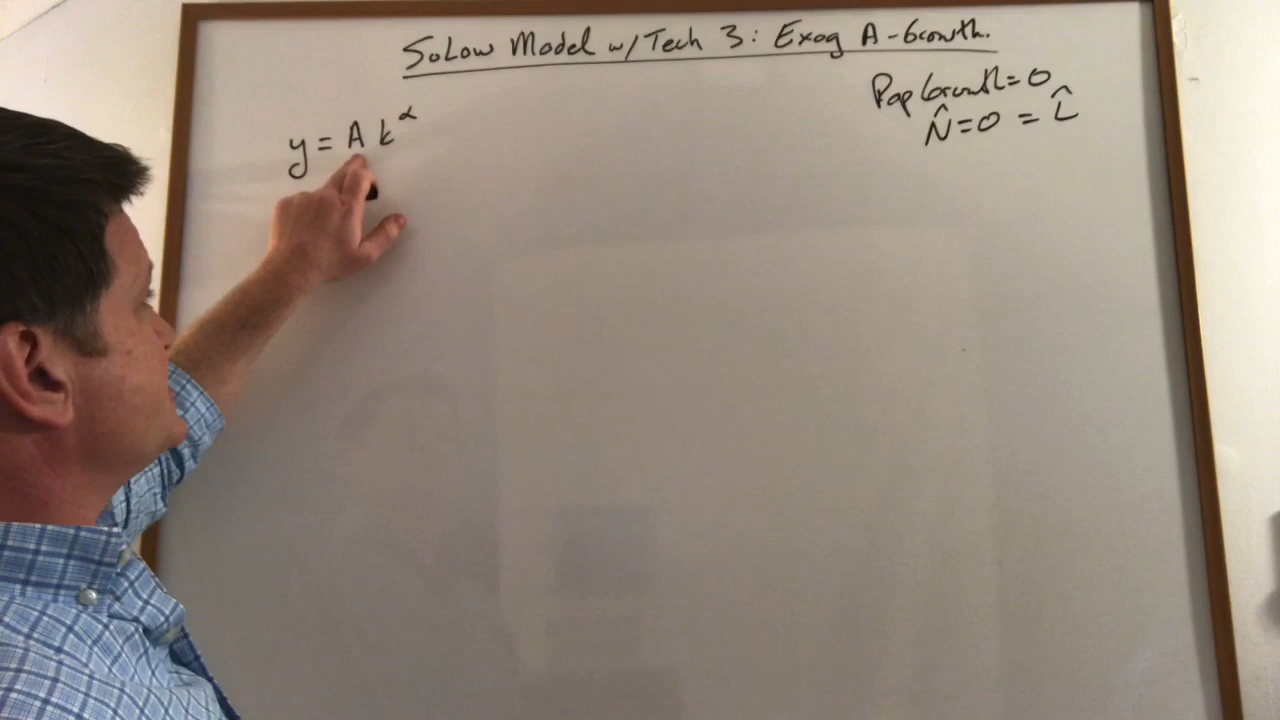 SoLow Model w/ Tech 3: Exog A-Growth.
Pop Growth = 0
N̂ = 0 = L̂
y = A k^α